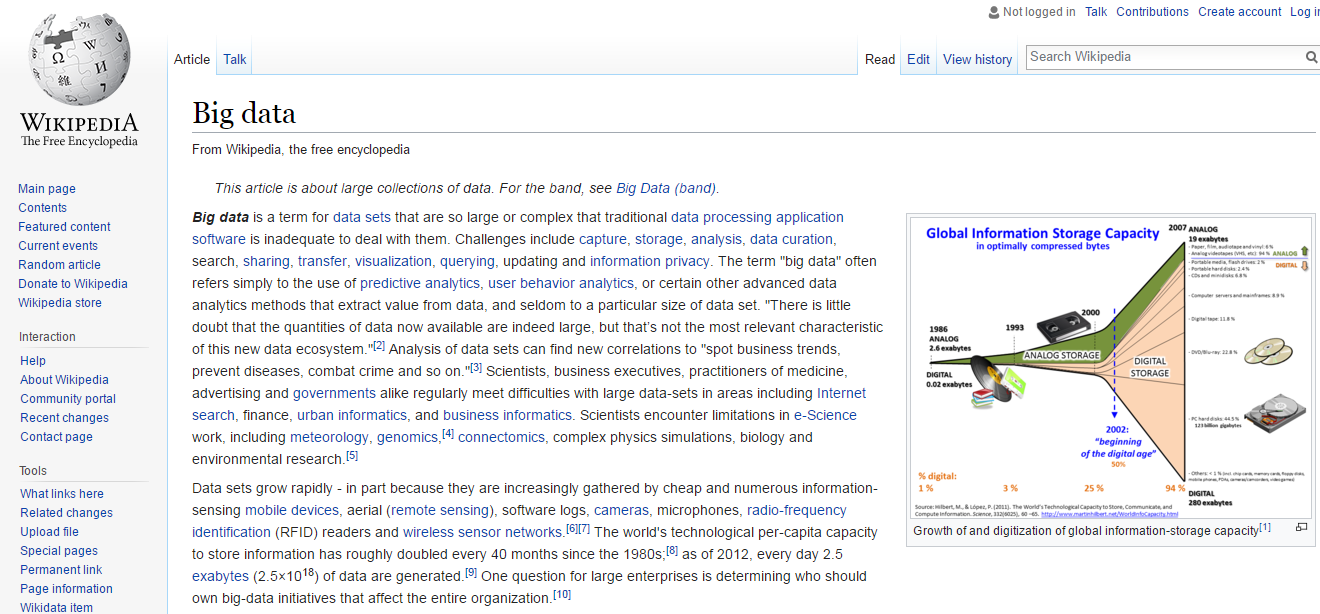 Not logged in Talk Contributions Create account Log in
Article Talk Read Edit View history Search Wikipedia
WIKIPEDIA
The Free Encyclopedia
Main page
Contents
Featured content
Current events
Random article
Donate to Wikipedia
Wikipedia store
Interaction
Help
About Wikipedia
Community portal
Recent changes
Contact page
Tools
What links here
Related changes
Upload file
Special pages
Permanent link
Page information
Wikidata item
Big data
From Wikipedia, the free encyclopedia
This article is about large collections of data. For the band, see Big Data (band).
Big data is a term for data sets that are so large or complex that traditional data processing application
software is inadequate to deal with them. Challenges include capture, storage, analysis, data curation,
search, sharing, transfer, visualization, querying, updating and information privacy. The term "big data" often
refers simply to the use of predictive analytics, user behavior analytics, or certain other advanced data
analytics methods that extract value from data, and seldom to a particular size of data set. "There is little
doubt that the quantities of data now available are indeed large, but that's not the most relevant characteristic
of this new data ecosystem."[2] Analysis of data sets can find new correlations to "spot business trends,
prevent diseases, combat crime and so on."[3] Scientists, business executives, practitioners of medicine,
advertising and governments alike regularly meet difficulties with large data-sets in areas including Internet
search, finance, urban informatics, and business informatics. Scientists encounter limitations in e-Science
work, including meteorology, genomics,[4] connectomics, complex physics simulations, biology and
environmental research.[5]
Data sets grow rapidly - in part because they are increasingly gathered by cheap and numerous information-
sensing mobile devices, aerial (remote sensing), software logs, cameras, microphones, radio-frequency
identification (RFID) readers and wireless sensor networks.[6][7] The world's technological per-capita capacity
to store information has roughly doubled every 40 months since the 1980s;[8] as of 2012, every day 2.5
exabytes (2.5×10¹⁸) of data are generated.[9] One question for large enterprises is determining who should
own big-data initiatives that affect the entire organization.[10]
Global Information Storage Capacity
in optimally compressed bytes
2007 ANALOG
19 exabytes
- Paper, film, audiotape and vinyl: 6 %
- Analog videotapes (VHS, etc): 94 % ANALOG
- Portable media, flash drives: 2 % DIGITAL
- Portable hard disks: 2.4 %
- CDs and minidisks: 6.8 %
- Computer servers and mainframes: 8.9 %
- Digital tape: 11.8 %
- DVD/Blu-ray: 22.8 %
- PC hard disks: 44.5 %
123 billion gigabytes
- Others: < 1 % (incl. chip cards, memory cards, floppy disks,
mobile phones, PDAs, cameras/camcorders, video games)
DIGITAL
280 exabytes
1986
ANALOG
2.6 exabytes
DIGITAL
0.02 exabytes
1993
2000
ANALOG STORAGE
DIGITAL
STORAGE
2002:
"beginning
of the digital age"
50%
% digital:
1 % 3 % 25 % 94 %
Source: Hilbert, M., & López, P. (2011). The World's Technological Capacity to Store, Communicate, and
Compute Information. Science, 332(6025), 60 –65. http://www.martinhilbert.net/WorldInfoCapacity.html
Growth of and digitization of global information-storage capacity[1]